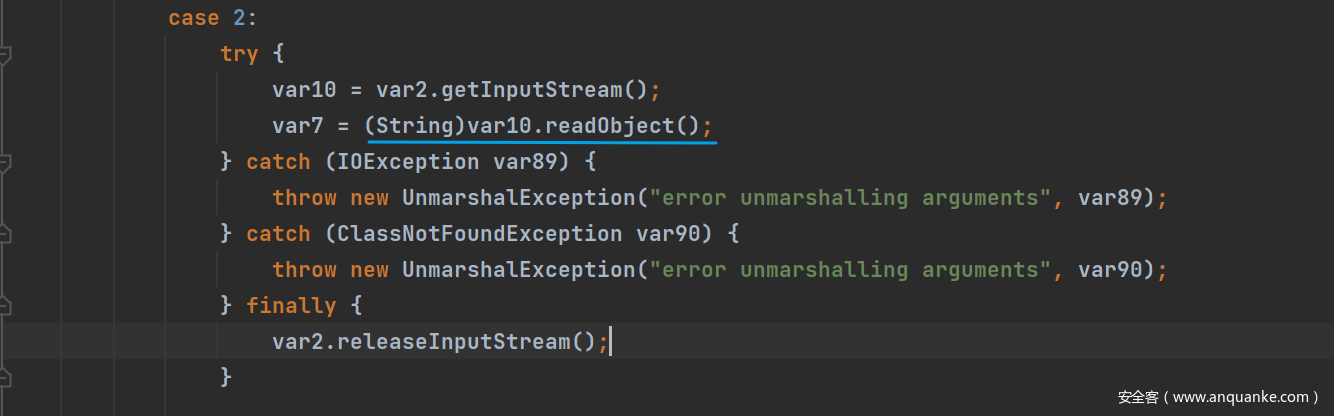 case 2:
try {
var10 = var2.getInputStream();
var7 = (String)var10.readObject();
} catch (IOException var89) {
throw new UnmarshalException("error unmarshalling arguments", var89);
} catch (ClassNotFoundException var90) {
throw new UnmarshalException("error unmarshalling arguments", var90);
} finally {
var2.releaseInputStream();
}
安全客（www.anquanke.com）